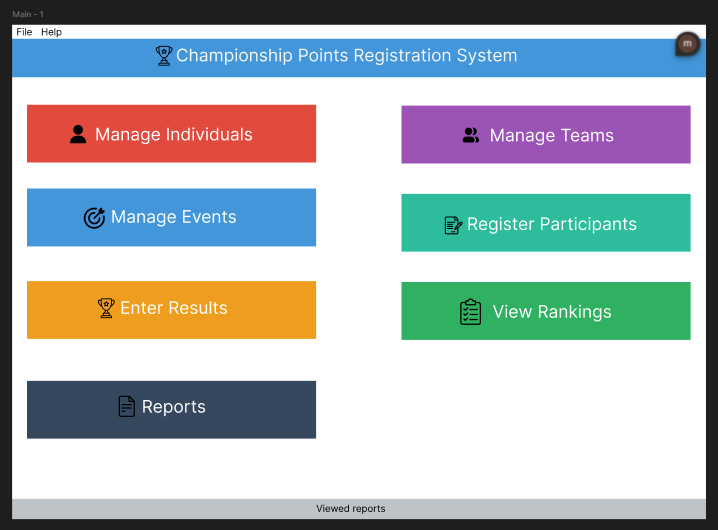 Main - 1
File Help
Championship Points Registration System
m
Manage Individuals
Manage Teams
Manage Events
Register Participants
Enter Results
View Rankings
Reports
Viewed reports